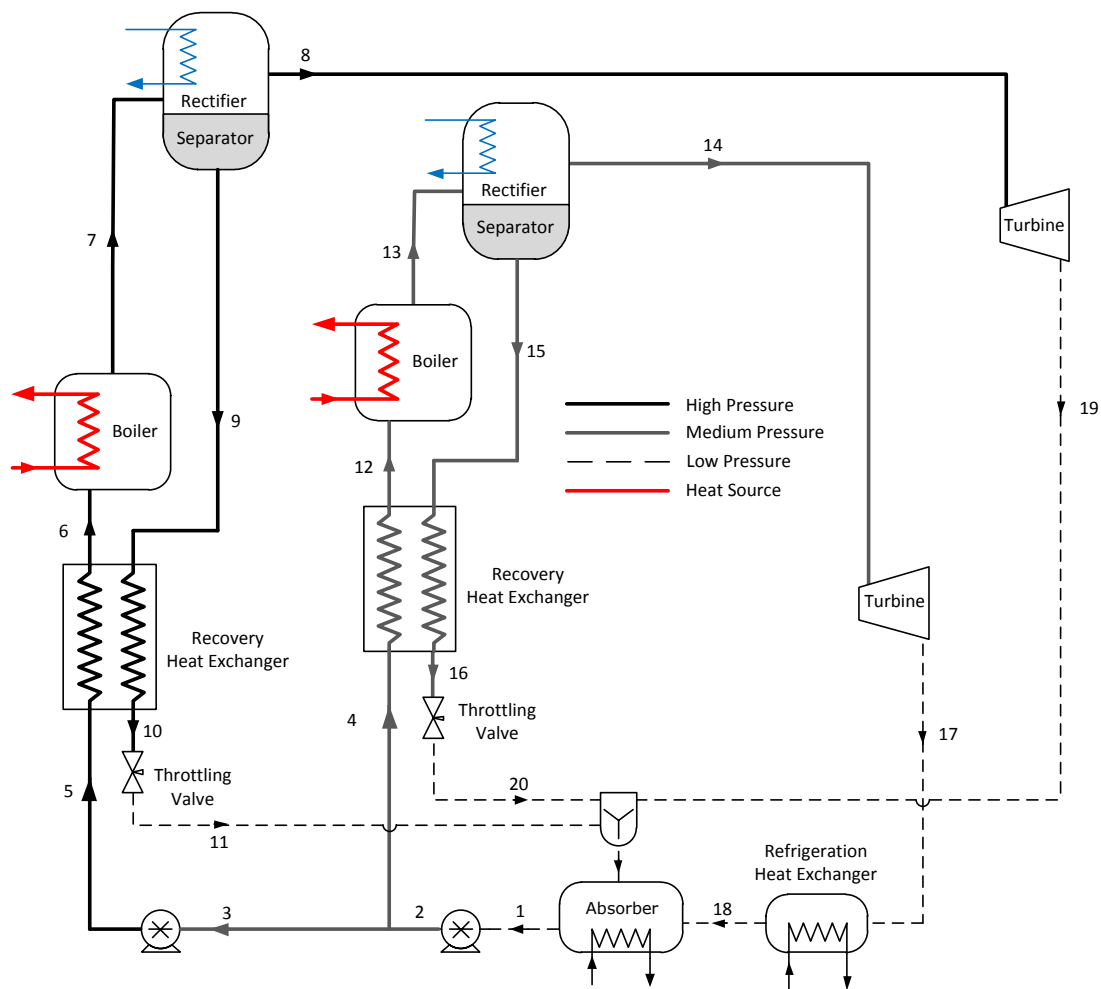 8
Rectifier
Separator
14
Rectifier
Separator
Turbine
7
13
Boiler
15
9
Boiler
High Pressure
Medium Pressure
Low Pressure
Heat Source
19
12
6
Recovery
Heat Exchanger
Turbine
Recovery
Heat Exchanger
16
10
4
Throttling
Valve
17
5
Throttling
Valve
20
11
Refrigeration
Heat Exchanger
3
2
1
Absorber
18